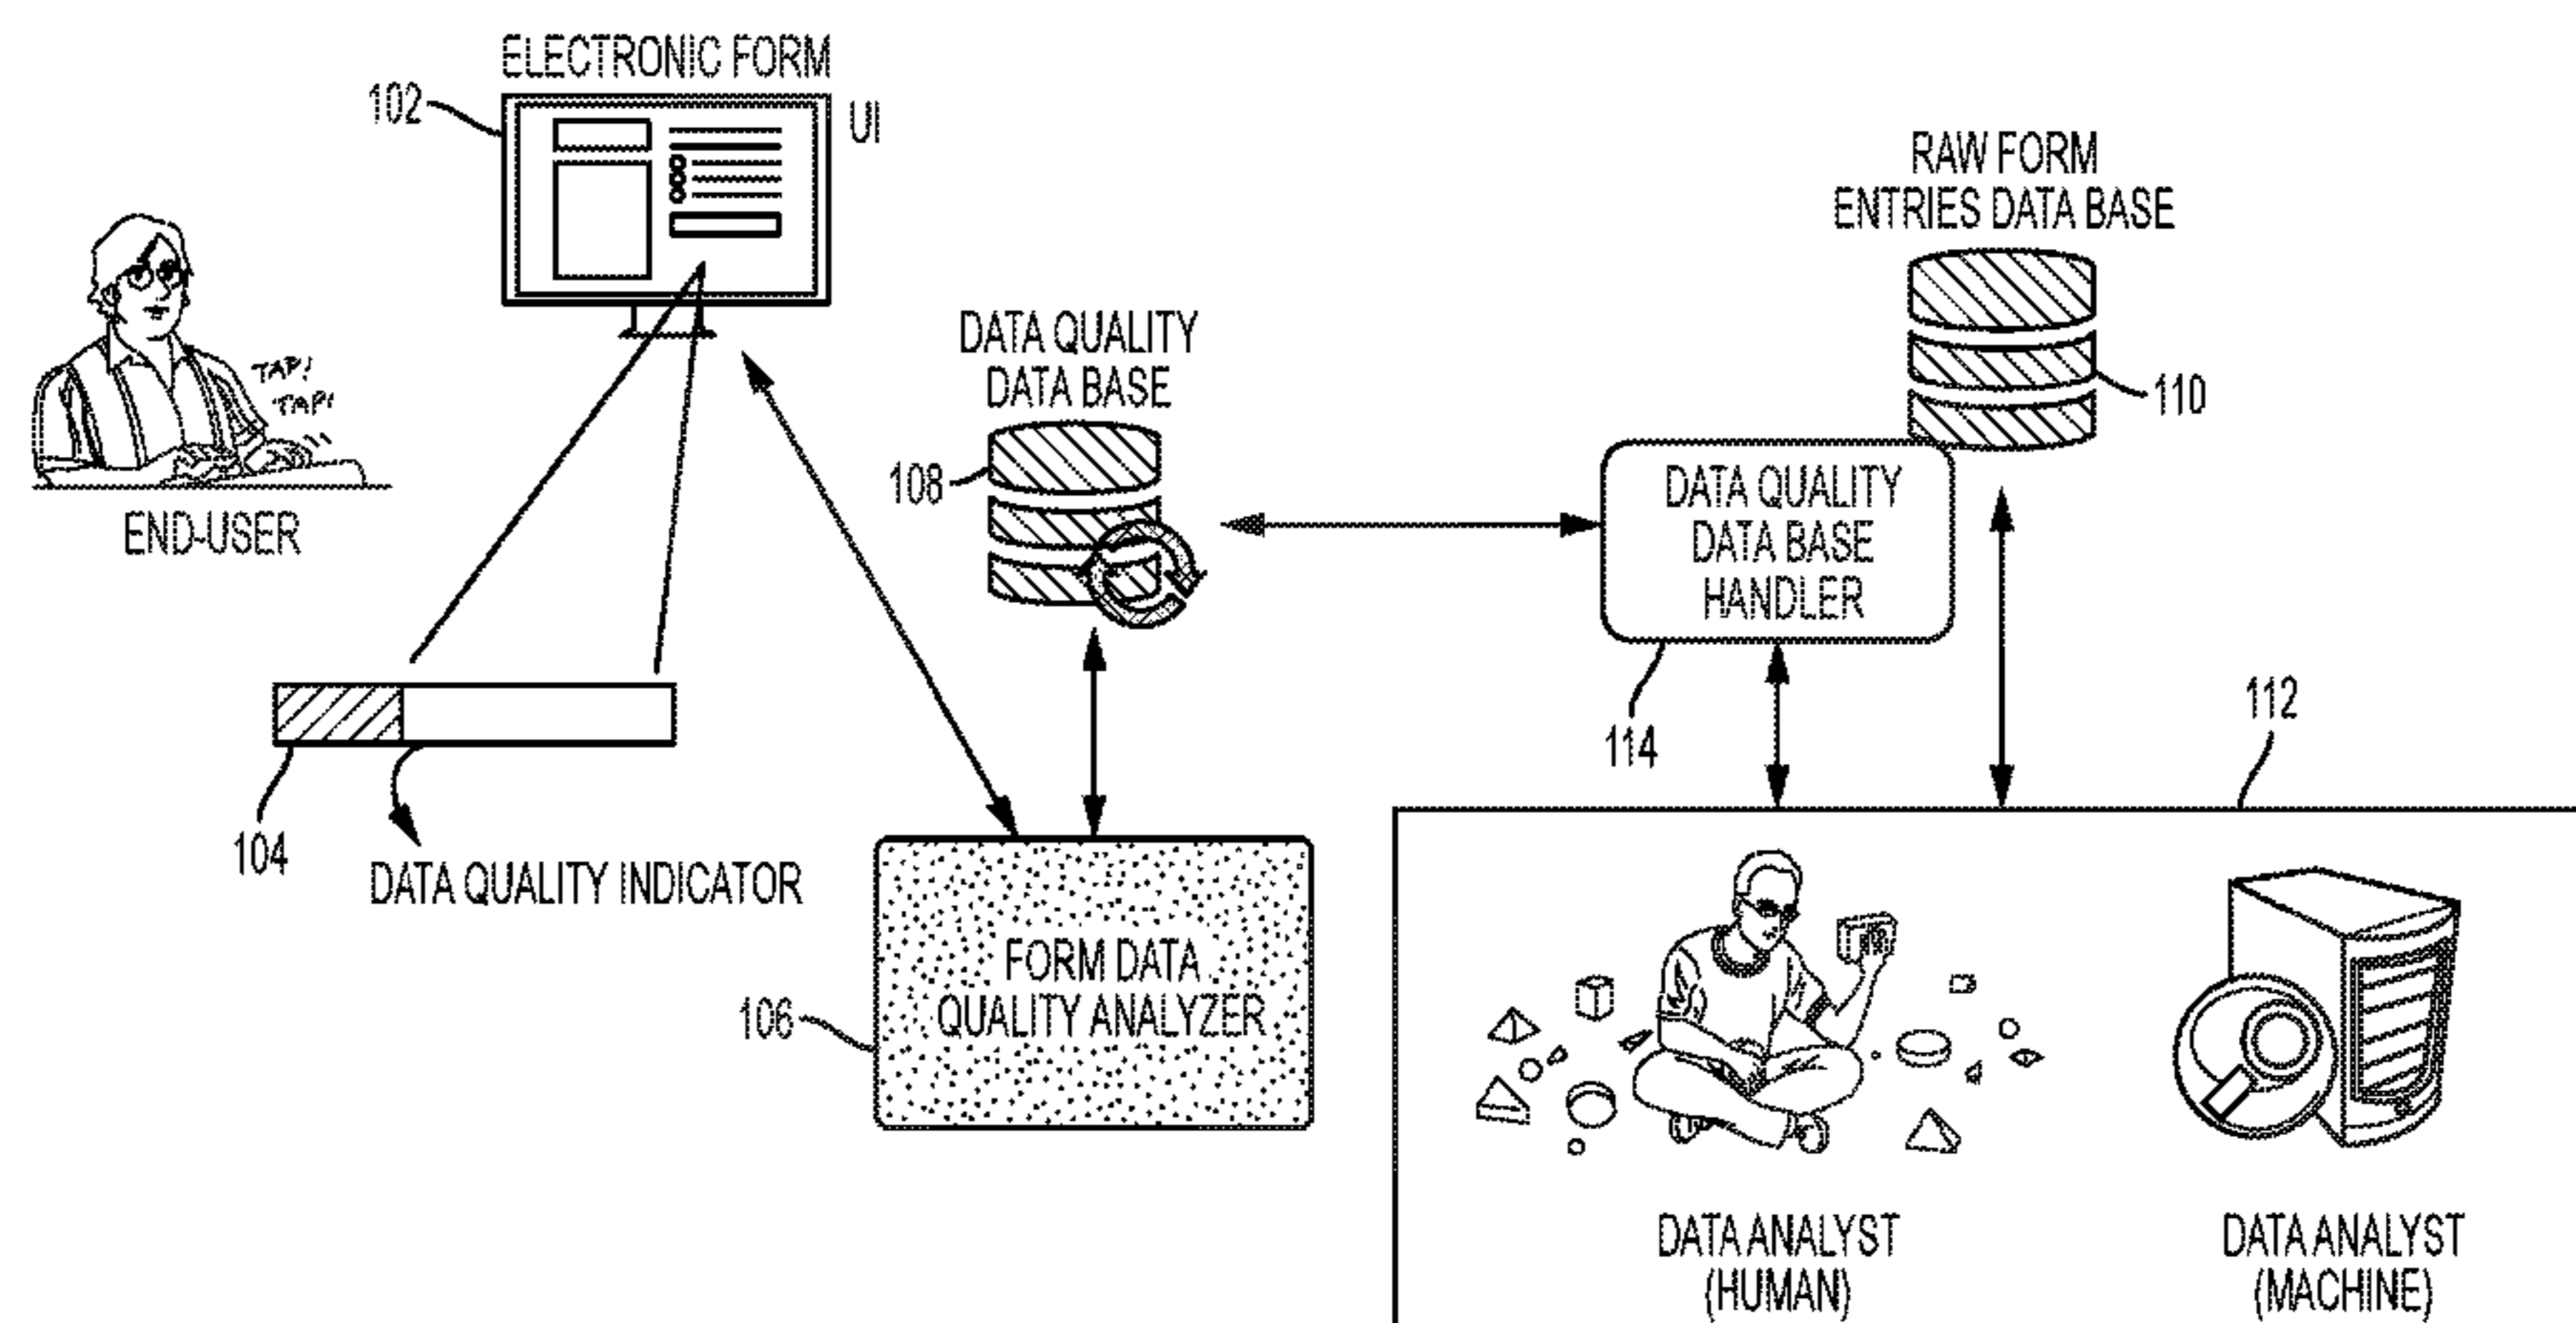 ELECTRONIC FORM
102
UI
RAW FORM
ENTRIES DATA BASE
110
TAP!
TAP!
END-USER
DATA QUALITY
DATA BASE
108
DATA QUALITY
DATA BASE
HANDLER
114
112
104
DATA QUALITY INDICATOR
FORM DATA
QUALITY ANALYZER
106
DATA ANALYST
(HUMAN)
DATA ANALYST
(MACHINE)